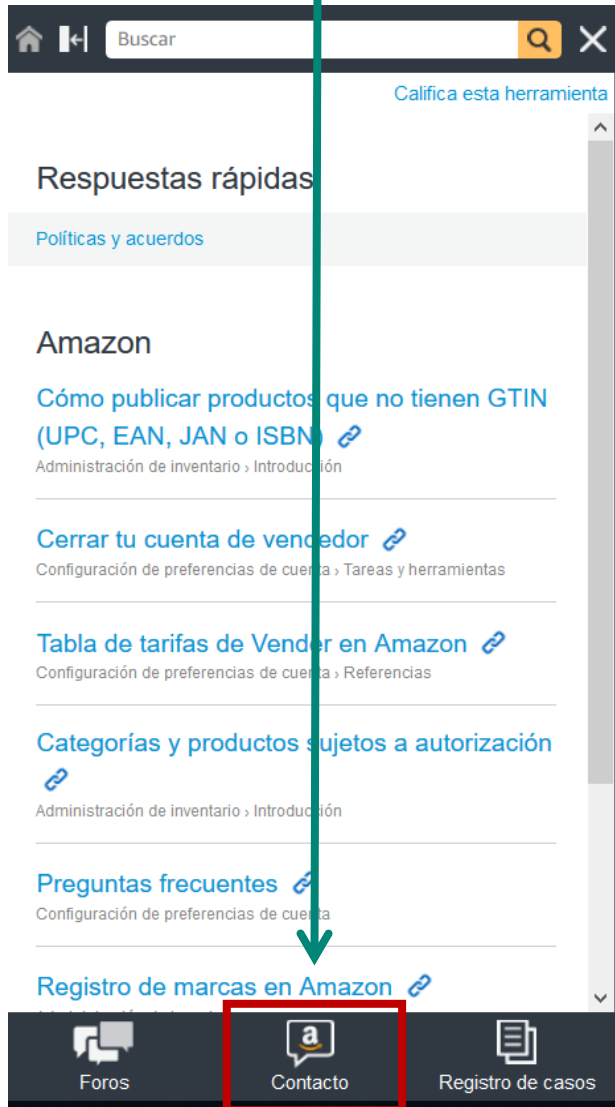 Buscar
Califica esta herramienta
Respuestas rápidas
Políticas y acuerdos
Amazon
Cómo publicar productos que no tienen GTIN
(UPC, EAN, JAN o ISBN)
Administración de inventario › Introducción
Cerrar tu cuenta de vendedor
Configuración de preferencias de cuenta › Tareas y herramientas
Tabla de tarifas de Vender en Amazon
Configuración de preferencias de cuenta › Referencias
Categorías y productos sujetos a autorización
Administración de inventario › Introducción
Preguntas frecuentes
Configuración de preferencias de cuenta
Registro de marcas en Amazon
a
Foros
Contacto
Registro de casos